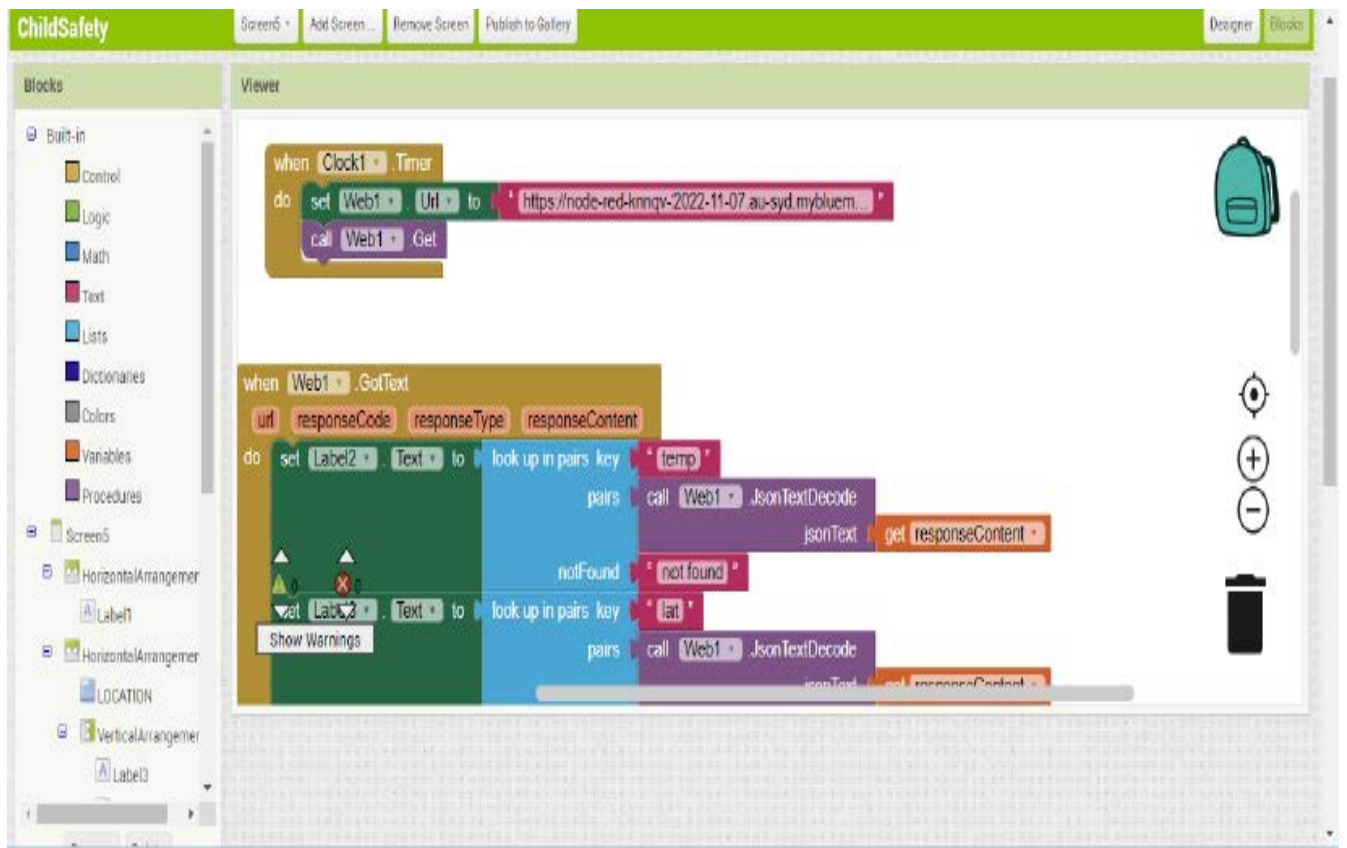 ChildSafety Screen5 Add Screen ... Remove Screen Publish to Gallery Designer Blocks
Blocks Viewer
Built-in
Control
Logic
Math
Text
Lists
Dictionaries
Colors
Variables
Procedures
Screen5
HorizontalArrangemer
Label1
HorizontalArrangemer
LOCATION
VerticalArrangemer
Label3
when Clock1 .Timer
do set Web1 . Url to " https://node-red-knnqv-2022-11-07.au-syd.mybluem... "
call Web1 .Get
when Web1 .GotText
url responseCode responseType responseContent
do set Label2 . Text to look up in pairs key " temp "
pairs call Web1 .JsonTextDecode
jsonText get responseContent
notFound " not found "
0 0
set . Text to look up in pairs key " lat "
Show Warnings
pairs call Web1 .JsonTextDecode
jsonText get responseContent